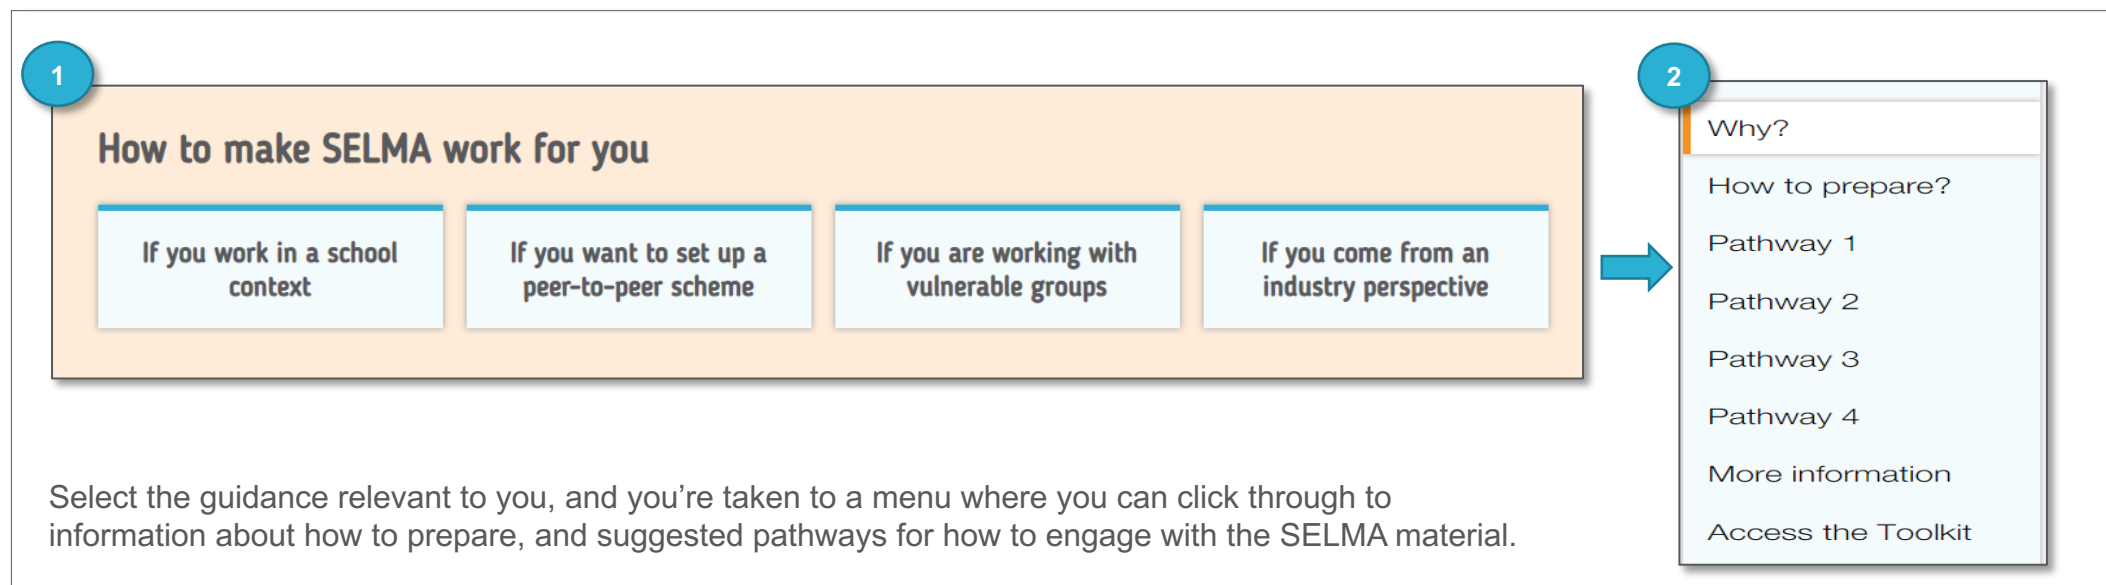 1
How to make SELMA work for you
If you work in a school
context
If you want to set up a
peer-to-peer scheme
If you are working with
vulnerable groups
If you come from an
industry perspective
2
Why?
How to prepare?
Pathway 1
Pathway 2
Pathway 3
Pathway 4
More information
Access the Toolkit
Select the guidance relevant to you, and you’re taken to a menu where you can click through to
information about how to prepare, and suggested pathways for how to engage with the SELMA material.